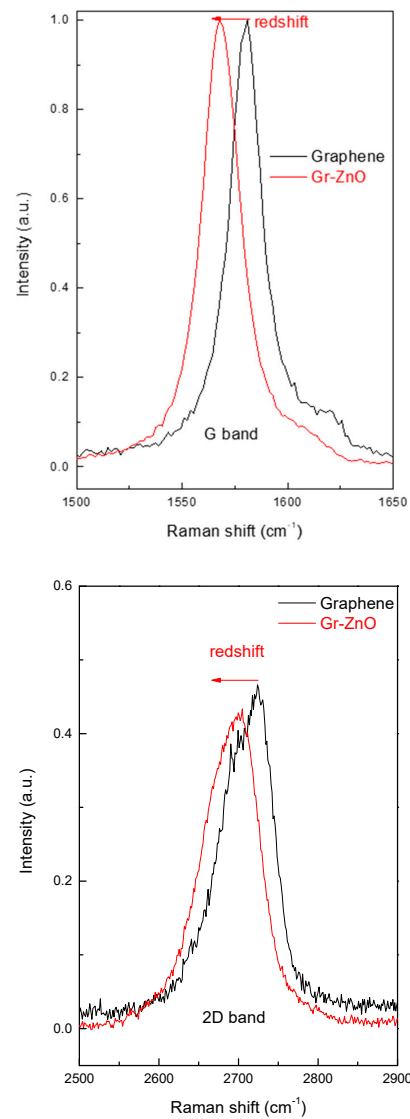 redshift
Graphene
Gr-ZnO
G band
1.0
0.8
0.6
0.4
0.2
0.0
Intensity (a.u.)
1500 1550 1600 1650
Raman shift (cm⁻¹)
Graphene
Gr-ZnO
redshift
2D band
0.6
0.4
0.2
0.0
Intensity (a.u.)
2500 2600 2700 2800 2900
Raman shift (cm⁻¹)